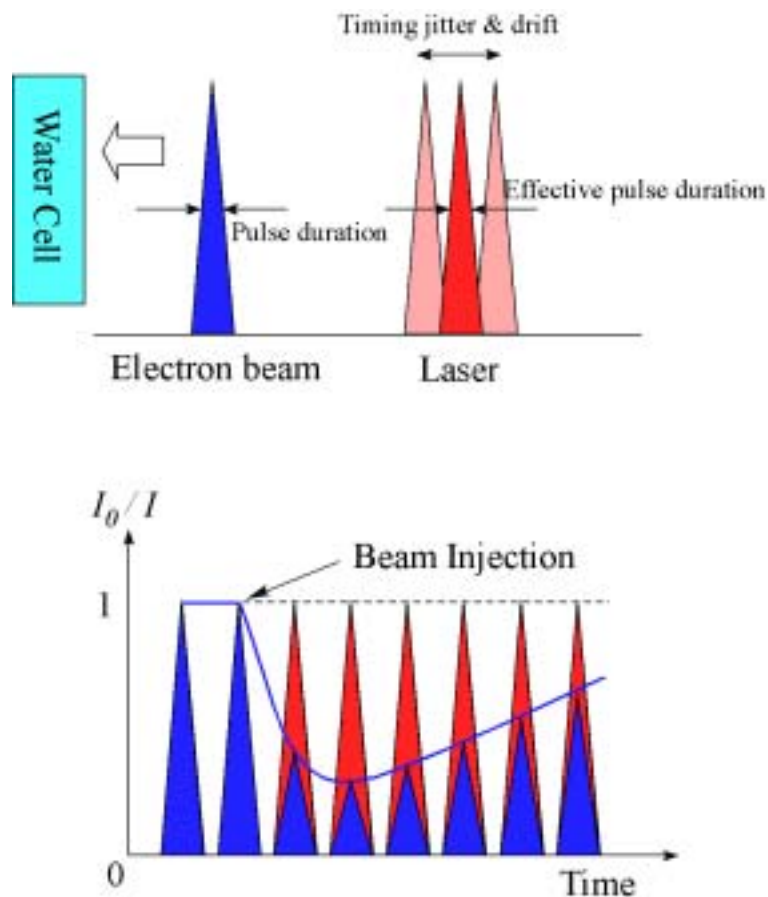 Timing jitter & drift
Water Cell
Effective pulse duration
Pulse duration
Electron beam
Laser
I₀ / I
Beam Injection
1
0
Time